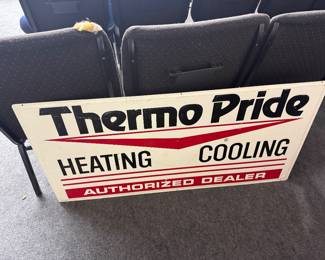 Thermo Pride
HEATING COOLING
AUTHORIZED DEALER